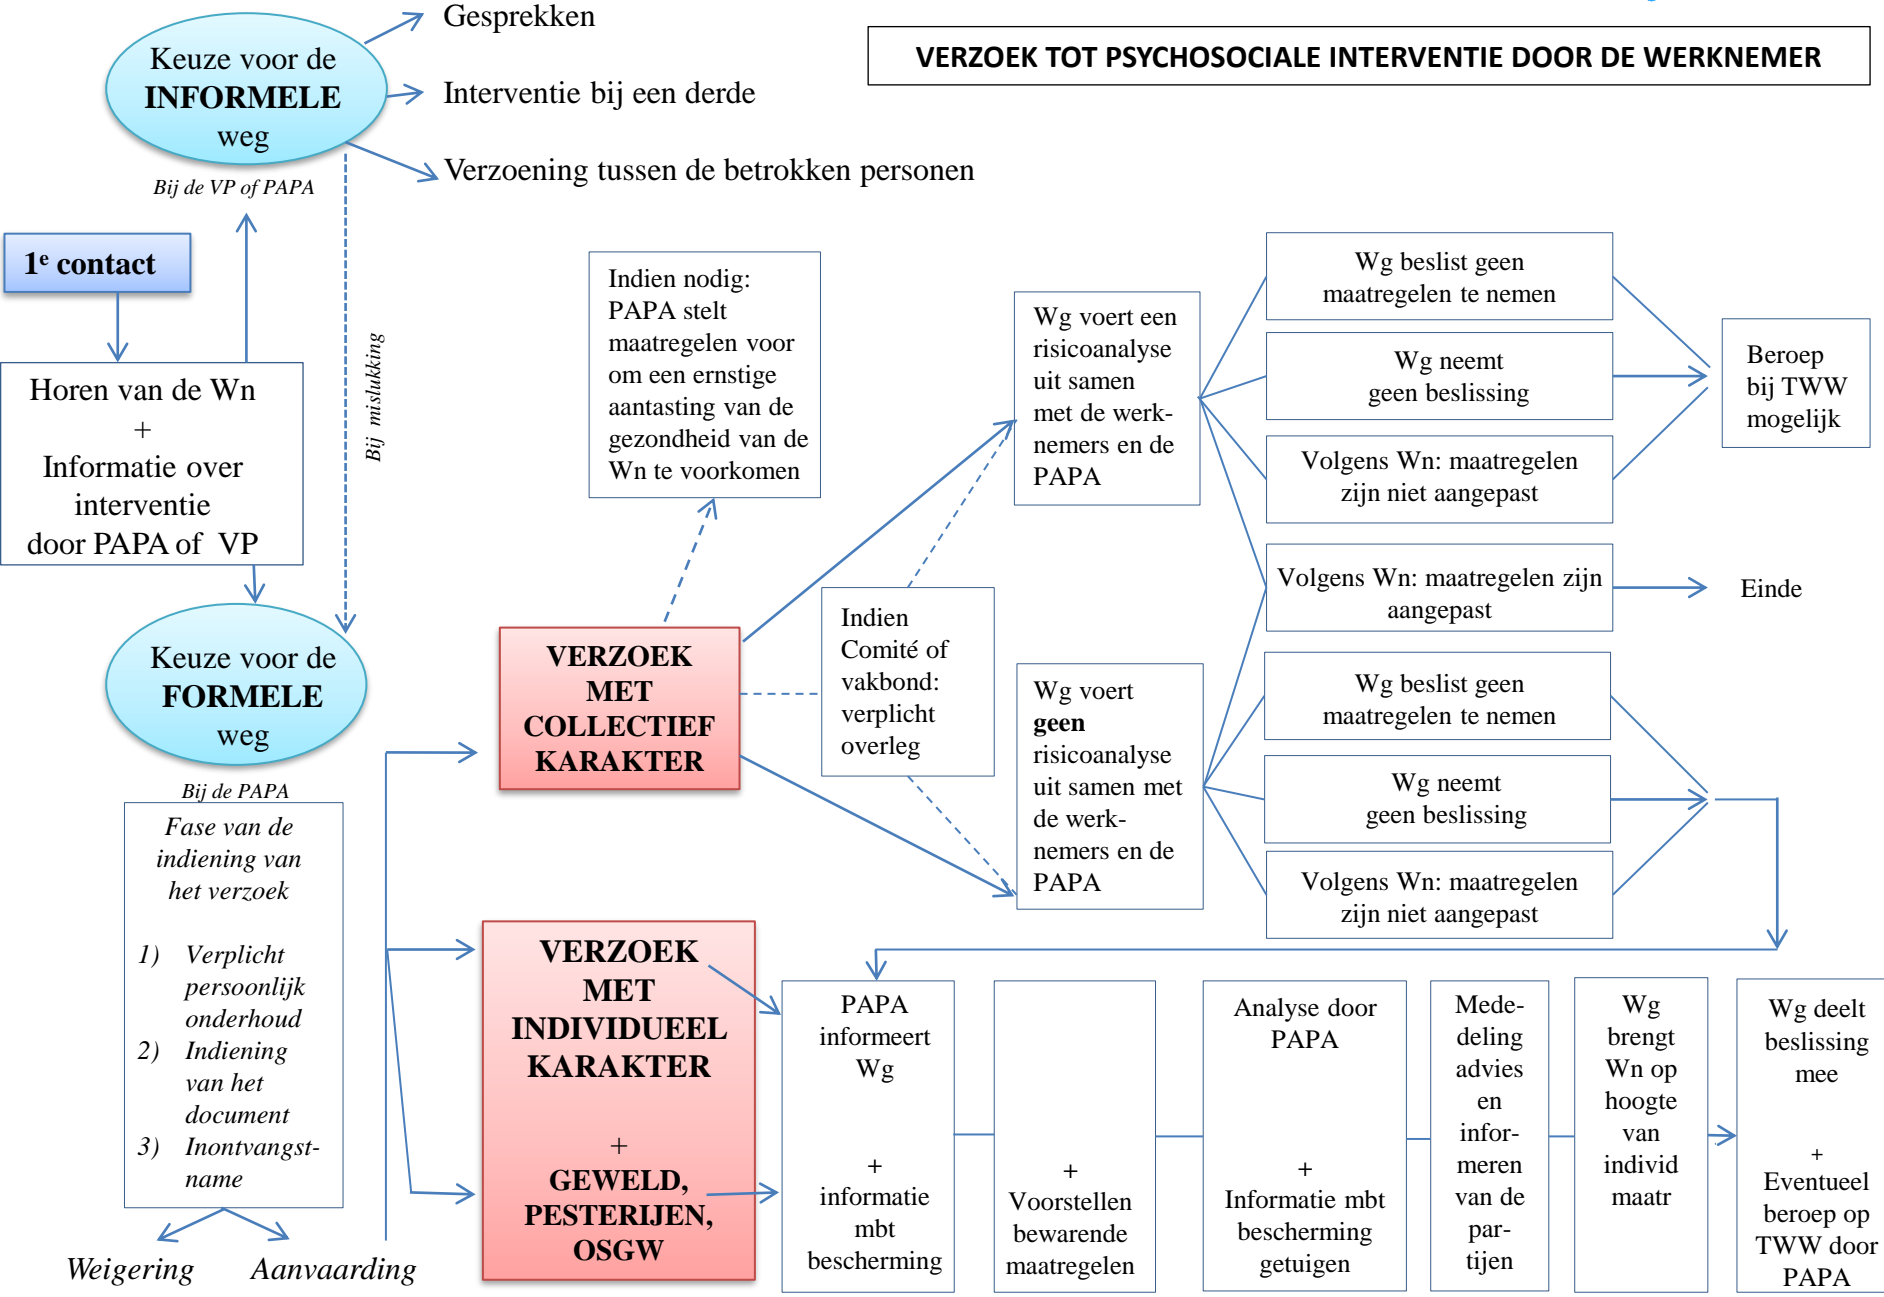 VERZOEK TOT PSYCHOSOCIALE INTERVENTIE DOOR DE WERKNEMER
Keuze voor de
INFORMELE
weg
Bij de VP of PAPA
Gesprekken
Interventie bij een derde
Verzoening tussen de betrokken personen
1e contact
Horen van de Wn
+
Informatie over
interventie
door PAPA of VP
Bij mislukking
Keuze voor de
FORMELE
weg
Bij de PAPA
Fase van de
indiening van
het verzoek
1) Verplicht
persoonlijk
onderhoud
2) Indiening
van het
document
3) Inontvangst-
name
Weigering
Aanvaarding
Indien nodig:
PAPA stelt
maatregelen voor
om een ernstige
aantasting van de
gezondheid van de
Wn te voorkomen
VERZOEK
MET
COLLECTIEF
KARAKTER
Indien
Comité of
vakbond:
verplicht
overleg
Wg voert een
risicoanalyse
uit samen
met de werk-
nemers en de
PAPA
Wg beslist geen
maatregelen te nemen
Wg neemt
geen beslissing
Volgens Wn: maatregelen
zijn niet aangepast
Beroep
bij TWW
mogelijk
Volgens Wn: maatregelen zijn
aangepast
Einde
Wg voert
geen
risicoanalyse
uit samen met
de werk-
nemers en de
PAPA
Wg beslist geen
maatregelen te nemen
Wg neemt
geen beslissing
Volgens Wn: maatregelen
zijn niet aangepast
VERZOEK
MET
INDIVIDUEEL
KARAKTER
+
GEWELD,
PESTERIJEN,
OSGW
PAPA
informeert
Wg
+
informatie
mbt
bescherming
+
Voorstellen
bewarende
maatregelen
Analyse door
PAPA
+
Informatie mbt
bescherming
getuigen
Mede-
deling
advies
en
infor-
meren
van de
par-
tijen
Wg
brengt
Wn op
hoogte
van
individ
maatr
Wg deelt
beslissing
mee
+
Eventueel
beroep op
TWW door
PAPA